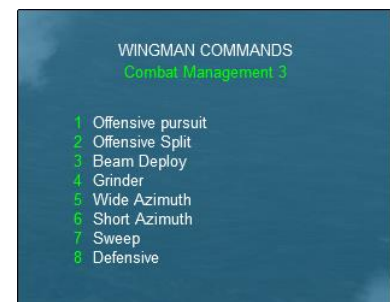 WINGMAN COMMANDS
Combat Management 3
1 Offensive pursuit
2 Offensive Split
3 Beam Deploy
4 Grinder
5 Wide Azimuth
6 Short Azimuth
7 Sweep
8 Defensive